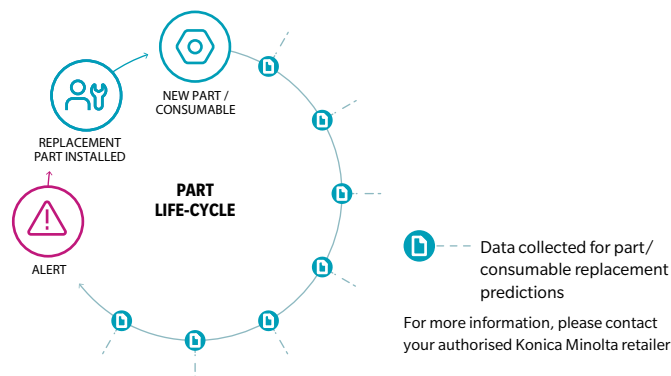 NEW PART /
CONSUMABLE
REPLACEMENT
PART INSTALLED
PART
LIFE-CYCLE
ALERT
Data collected for part/
consumable replacement
predictions
For more information, please contact
your authorised Konica Minolta retailer